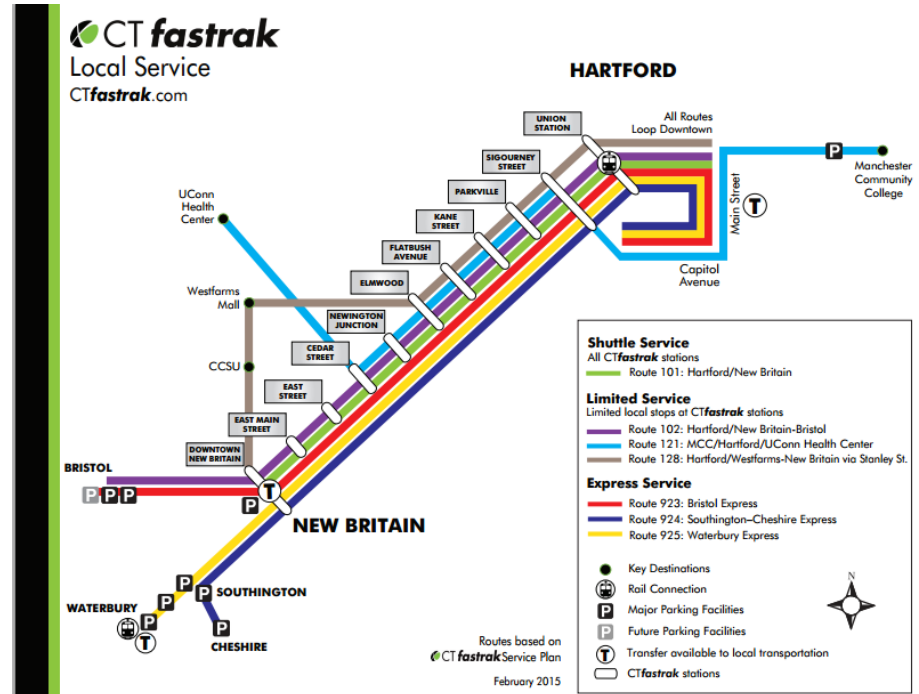 CTfastrak
Local Service
CTfastrak.com
HARTFORD
UNION
STATION
All Routes
Loop Downtown
SIGOURNEY
STREET
P
Manchester
Community
College
PARKVILLE
Main Street
T
UConn
Health
Center
KANE
STREET
FLATBUSH
AVENUE
Capitol
Avenue
ELMWOOD
Westfarms
Mall
NEWINGTON
JUNCTION
CEDAR
STREET
CCSU
EAST
STREET
EAST MAIN
STREET
DOWNTOWN
NEW BRITAIN
BRISTOL
P P P
P
T
NEW BRITAIN
P
P
P
SOUTHINGTON
WATERBURY
P
T
P
CHESHIRE
Routes based on
CTfastrak Service Plan
February 2015
Shuttle Service
All CTfastrak stations
Route 101: Hartford/New Britain
Limited Service
Limited local stops at CTfastrak stations
Route 102: Hartford/New Britain-Bristol
Route 121: MCC/Hartford/UConn Health Center
Route 128: Hartford/Westfarms-New Britain via Stanley St.
Express Service
Route 923: Bristol Express
Route 924: Southington–Cheshire Express
Route 925: Waterbury Express
Key Destinations
Rail Connection
P Major Parking Facilities
P Future Parking Facilities
T Transfer available to local transportation
CTfastrak stations
N